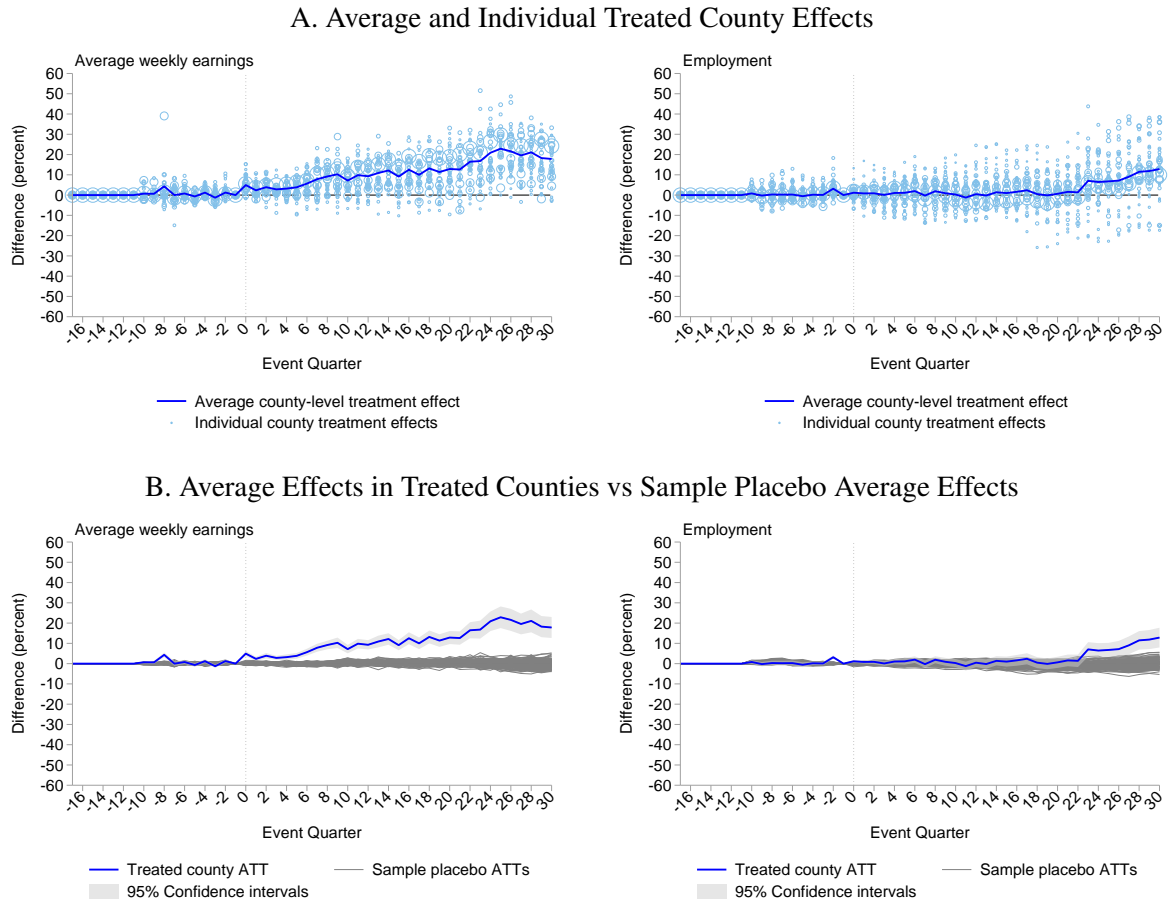 A. Average and Individual Treated County Effects
Average weekly earnings
60
50
40
30
20
10
0
-10
-20
-30
-40
-50
-60
Difference (percent)
-16 -14 -12 -10 -8 -6 -4 -2 0 2 4 6 8 10 12 14 16 18 20 22 24 26 28 30
Event Quarter
Average county-level treatment effect
Individual county treatment effects
Employment
60
50
40
30
20
10
0
-10
-20
-30
-40
-50
-60
Difference (percent)
-16 -14 -12 -10 -8 -6 -4 -2 0 2 4 6 8 10 12 14 16 18 20 22 24 26 28 30
Event Quarter
Average county-level treatment effect
Individual county treatment effects
B. Average Effects in Treated Counties vs Sample Placebo Average Effects
Average weekly earnings
60
50
40
30
20
10
0
-10
-20
-30
-40
-50
-60
Difference (percent)
-16 -14 -12 -10 -8 -6 -4 -2 0 2 4 6 8 10 12 14 16 18 20 22 24 26 28 30
Event Quarter
Treated county ATT Sample placebo ATTs
95% Confidence intervals
Employment
60
50
40
30
20
10
0
-10
-20
-30
-40
-50
-60
Difference (percent)
-16 -14 -12 -10 -8 -6 -4 -2 0 2 4 6 8 10 12 14 16 18 20 22 24 26 28 30
Event Quarter
Treated county ATT Sample placebo ATTs
95% Confidence intervals